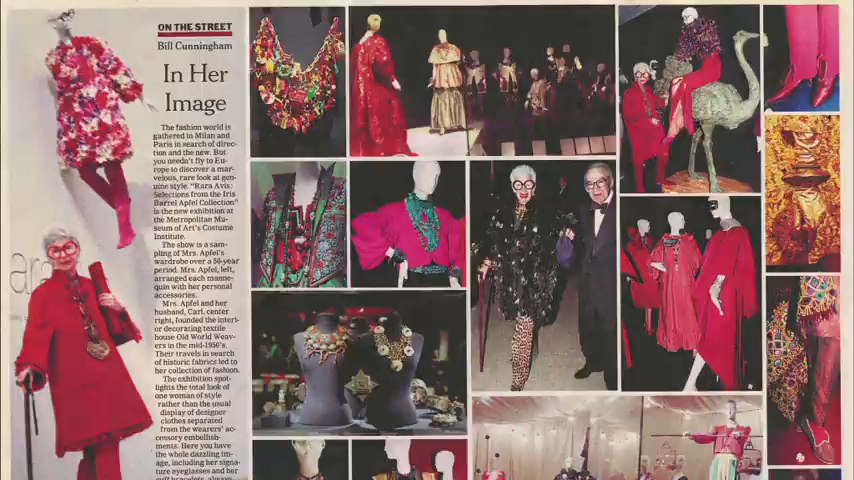 ON THE STREET
Bill Cunningham
In Her
Image
The fashion world is
gathered in Milan and
Paris in search of direc-
tion and the new. But
you needn't fly to Eu-
rope to discover a mar-
velous, rare look at gen-
uine style. "Rara Avis:
Selections from the Iris
Barrel Apfel Collection"
is the new exhibition at
the Metropolitan Mu-
seum of Art's Costume
Institute.
The show is a sam-
pling of Mrs. Apfel's
wardrobe over a 50-year
period. Mrs. Apfel, left,
arranged each manne-
quin with her personal
accessories.
Mrs. Apfel and her
husband, Carl, center
right, founded the interi-
or decorating textile
house Old World Weav-
ers in the mid-1950's.
Their travels in search
of historic fabrics led to
her collection of fashion.
The exhibition spot-
lights the total look of
one woman of style
rather than the usual
display of designer
clothes separated
from the wearers' ac-
cessory embellish-
ments. Here you have
the whole dazzling im-
age, including her signa-
ture eyeglasses and her
cuff bracelets, always